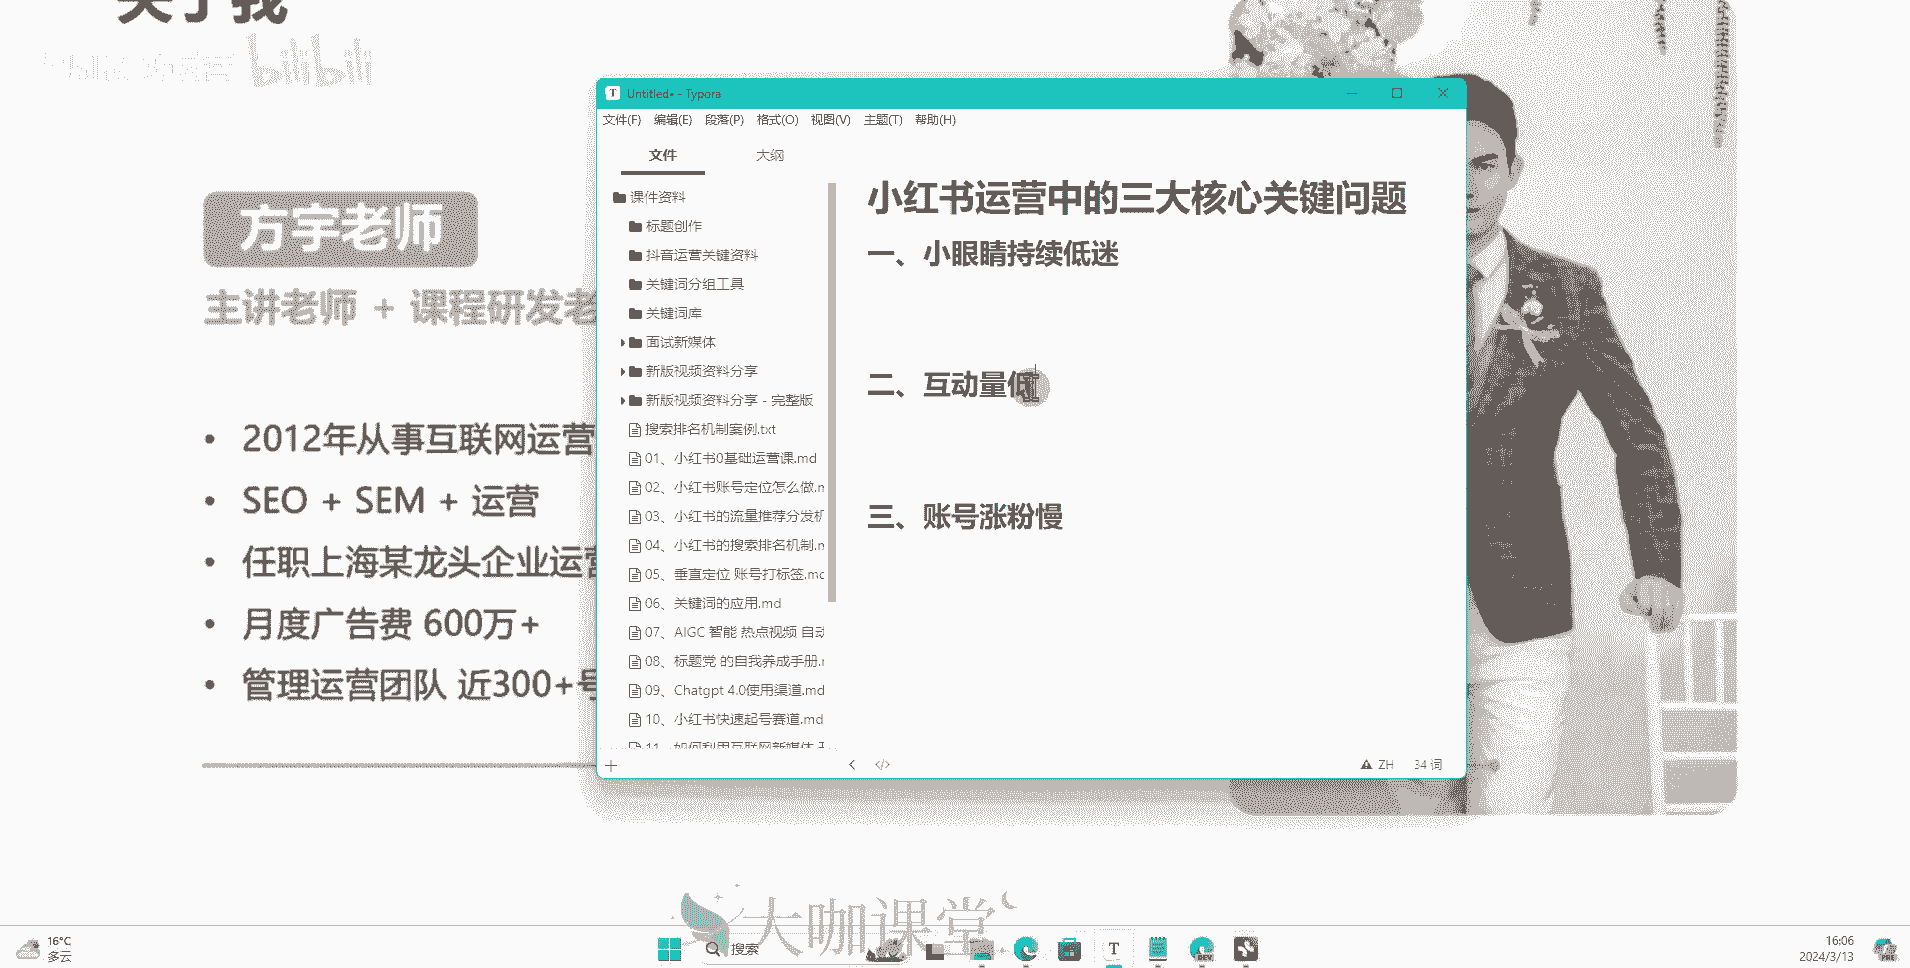 关于我
bilibili
方宇老师
主讲老师 + 课程研发老
2012年从事互联网运营
SEO + SEM + 运营
任职上海某龙头企业运营
月度广告费 600万+
管理运营团队 近300+号
Untitled• - Typora
文件(F) 编辑(E) 段落(P) 格式(O) 视图(V) 主题(T) 帮助(H)
文件 大纲
课件资料
标题创作
抖音运营关键资料
关键词分组工具
关键词库
面试新媒体
新版视频资料分享
新版视频资料分享 - 完整版
搜索排名机制案例.txt
01、小红书0基础运营课.md
02、小红书账号定位怎么做.m
03、小红书的流量推荐分发机
04、小红书的搜索排名机制.m
05、垂直定位 账号打标签.mc
06、关键词的应用.md
07、AIGC 智能 热点视频 自动
08、标题党 的自我养成手册.r
09、Chatgpt 4.0使用渠道.md
10、小红书快速起号赛道.md
11、如何利用互联网新媒体
小红书运营中的三大核心关键问题
一、小眼睛持续低迷
二、互动量低
三、账号涨粉慢
ZH 34 词
大咖课堂
16°C
多云
搜索
16:06
2024/3/13